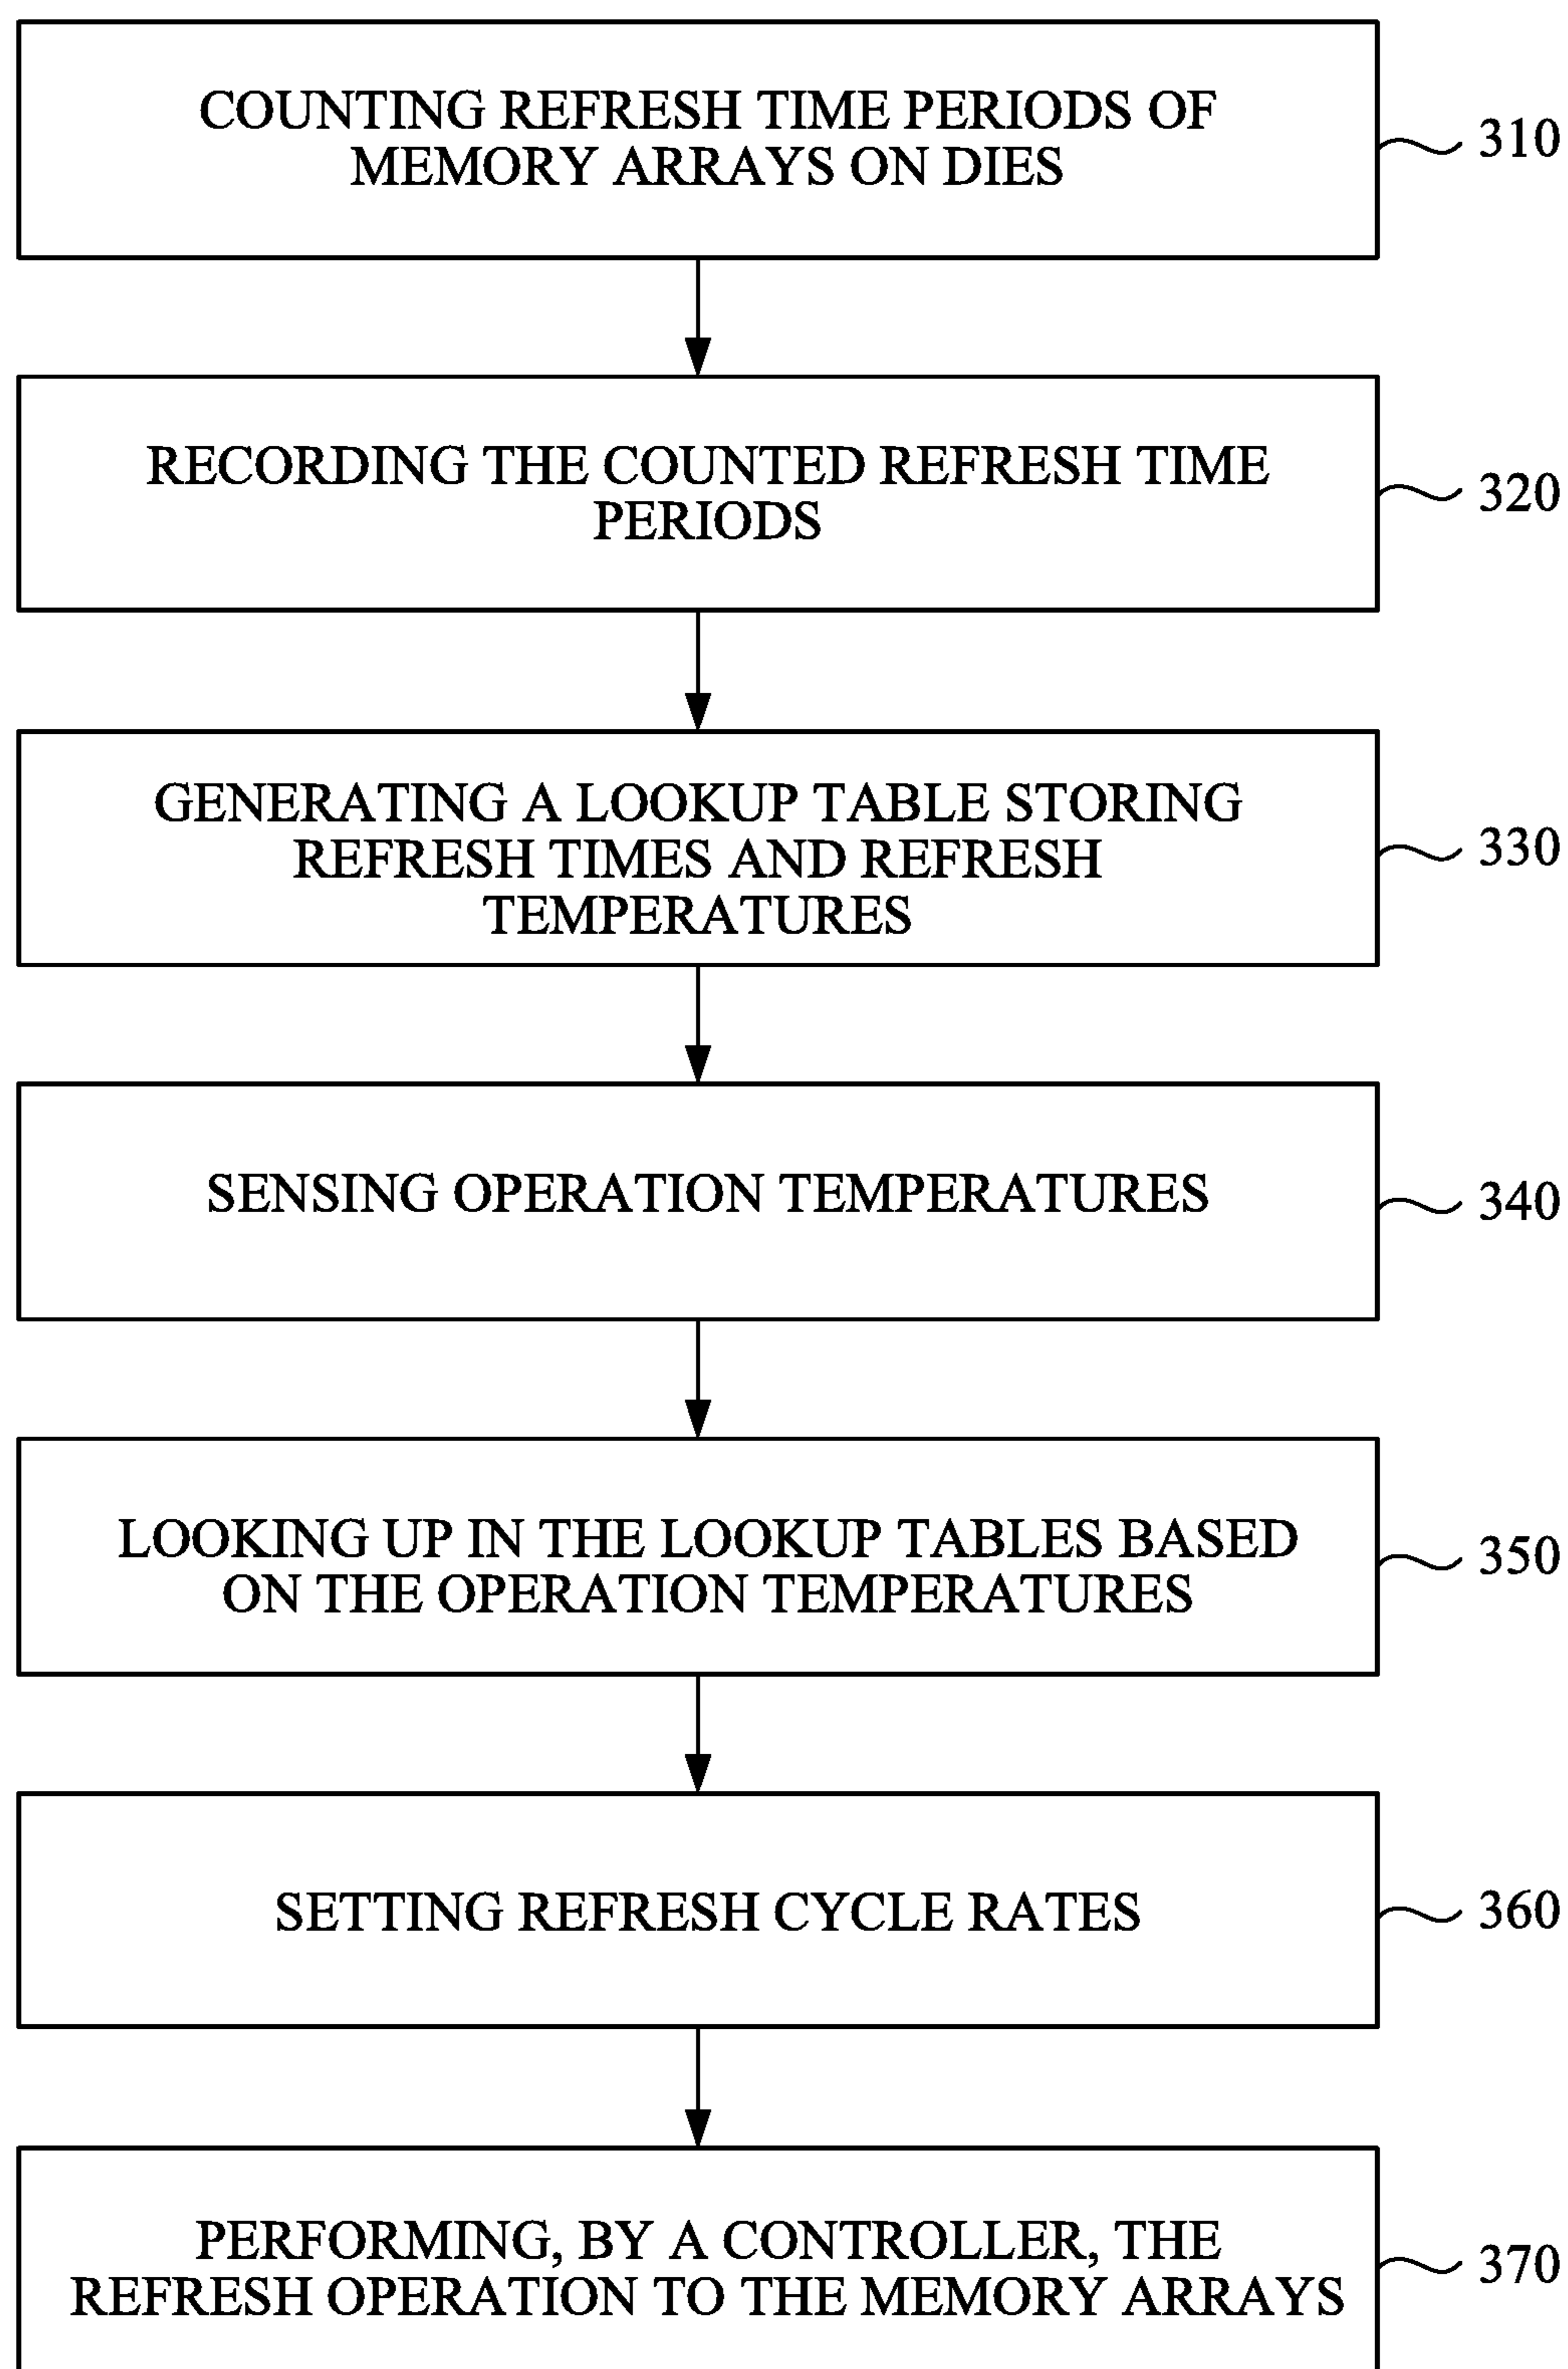 COUNTING REFRESH TIME PERIODS OF
MEMORY ARRAYS ON DIES
310
RECORDING THE COUNTED REFRESH TIME
PERIODS
320
GENERATING A LOOKUP TABLE STORING
REFRESH TIMES AND REFRESH
TEMPERATURES
330
SENSING OPERATION TEMPERATURES
340
LOOKING UP IN THE LOOKUP TABLES BASED
ON THE OPERATION TEMPERATURES
350
SETTING REFRESH CYCLE RATES
360
PERFORMING, BY A CONTROLLER, THE
REFRESH OPERATION TO THE MEMORY ARRAYS
370